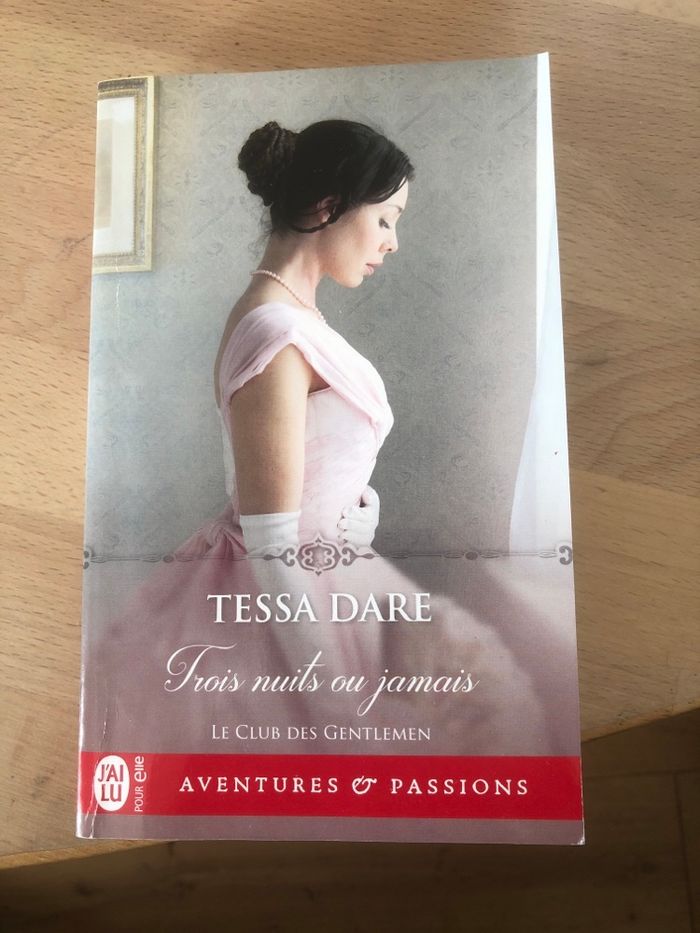 TESSA DARE
Trois nuits ou jamais
LE CLUB DES GENTLEMEN
J'AI LU
POUR elle
AVENTURES & PASSIONS